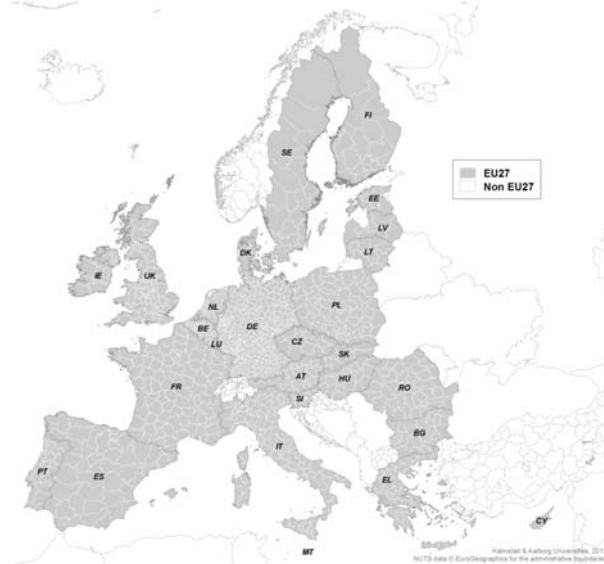 FI
SE
EU27
Non EU27
EE
LV
LT
DK
IE
UK
NL
PL
BE
DE
LU
CZ
SK
AT
HU
FR
SI
RO
BG
IT
PT
ES
EL
CY
MT
Halmstad & Aalborg Universities, 201
NUTS data © EuroGeographics for the administrative boundaries